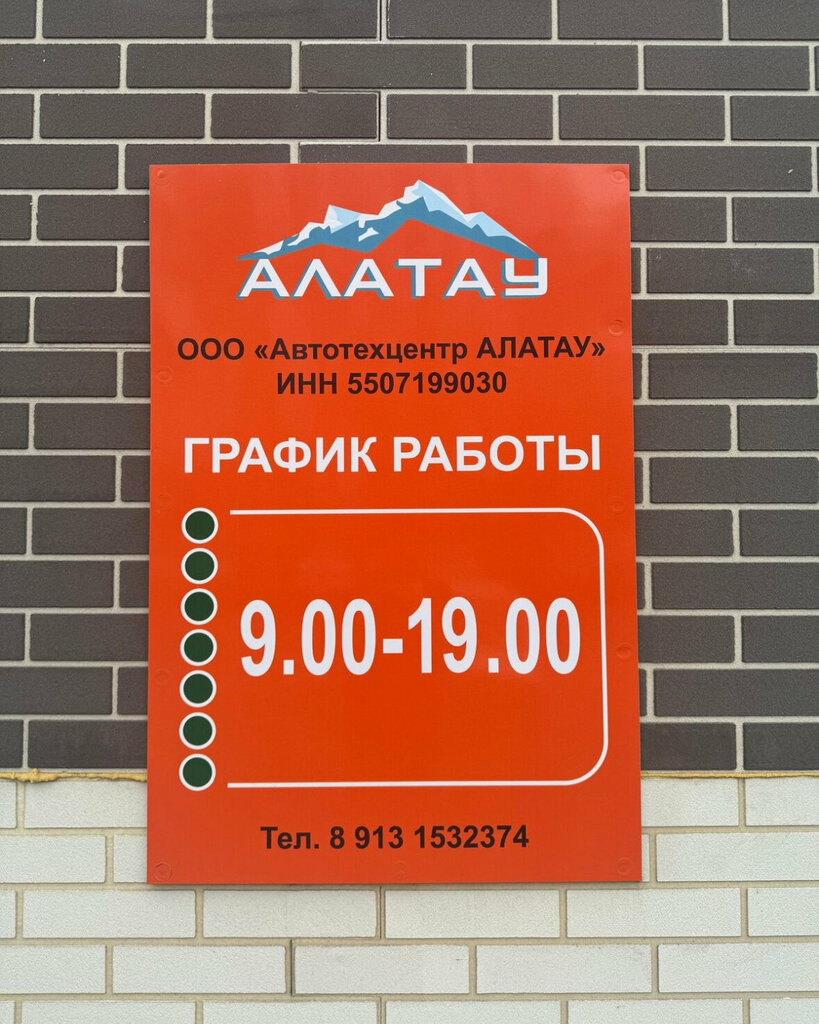 АЛАТАУ
ООО «Автотехцентр АЛАТАУ»
ИНН 5507199030
ГРАФИК РАБОТЫ
9.00-19.00
Тел. 8 913 1532374